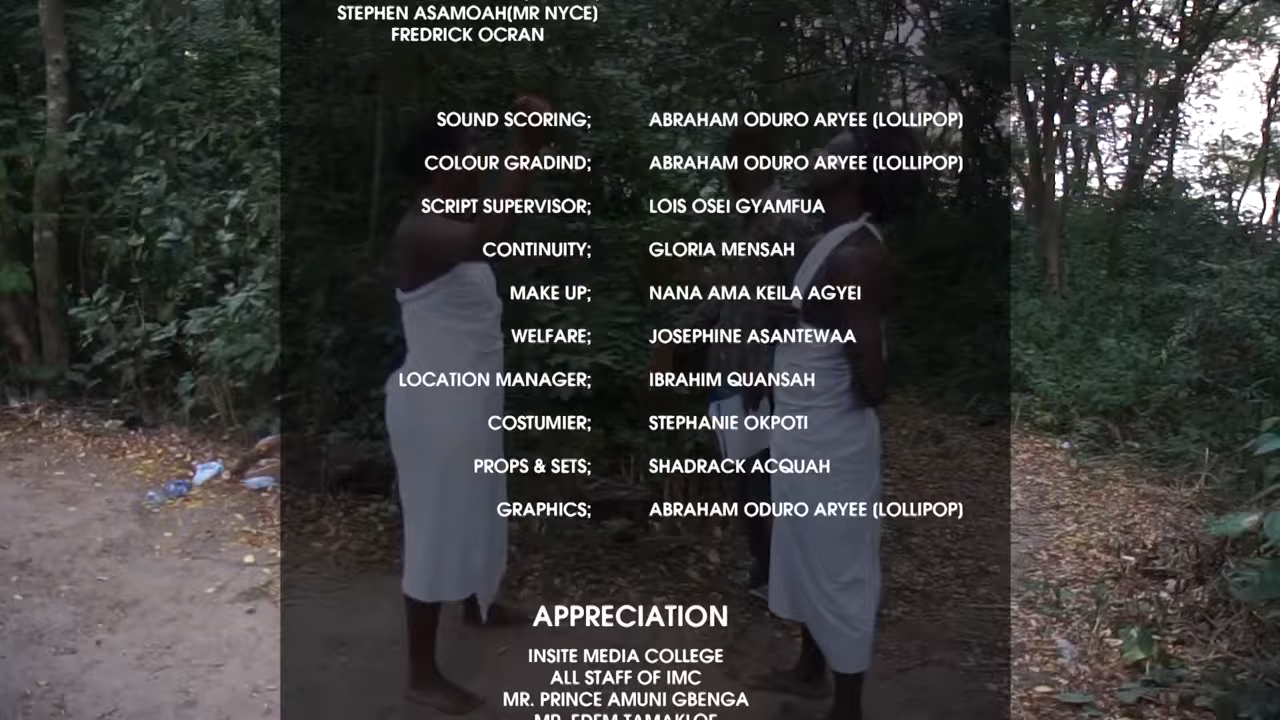 STEPHEN ASAMOAH(MR NYCE)
FREDRICK OCRAN
SOUND SCORING; ABRAHAM ODURO ARYEE (LOLLIPOP)
COLOUR GRADIND; ABRAHAM ODURO ARYEE (LOLLIPOP)
SCRIPT SUPERVISOR; LOIS OSEI GYAMFUA
CONTINUITY; GLORIA MENSAH
MAKE UP; NANA AMA KEILA AGYEI
WELFARE; JOSEPHINE ASANTEWAA
LOCATION MANAGER; IBRAHIM QUANSAH
COSTUMIER; STEPHANIE OKPOTI
PROPS & SETS; SHADRACK ACQUAH
GRAPHICS; ABRAHAM ODURO ARYEE (LOLLIPOP)
APPRECIATION
INSITE MEDIA COLLEGE
ALL STAFF OF IMC
MR. PRINCE AMUNI GBENGA
MR. EDEM TAMAKLOE